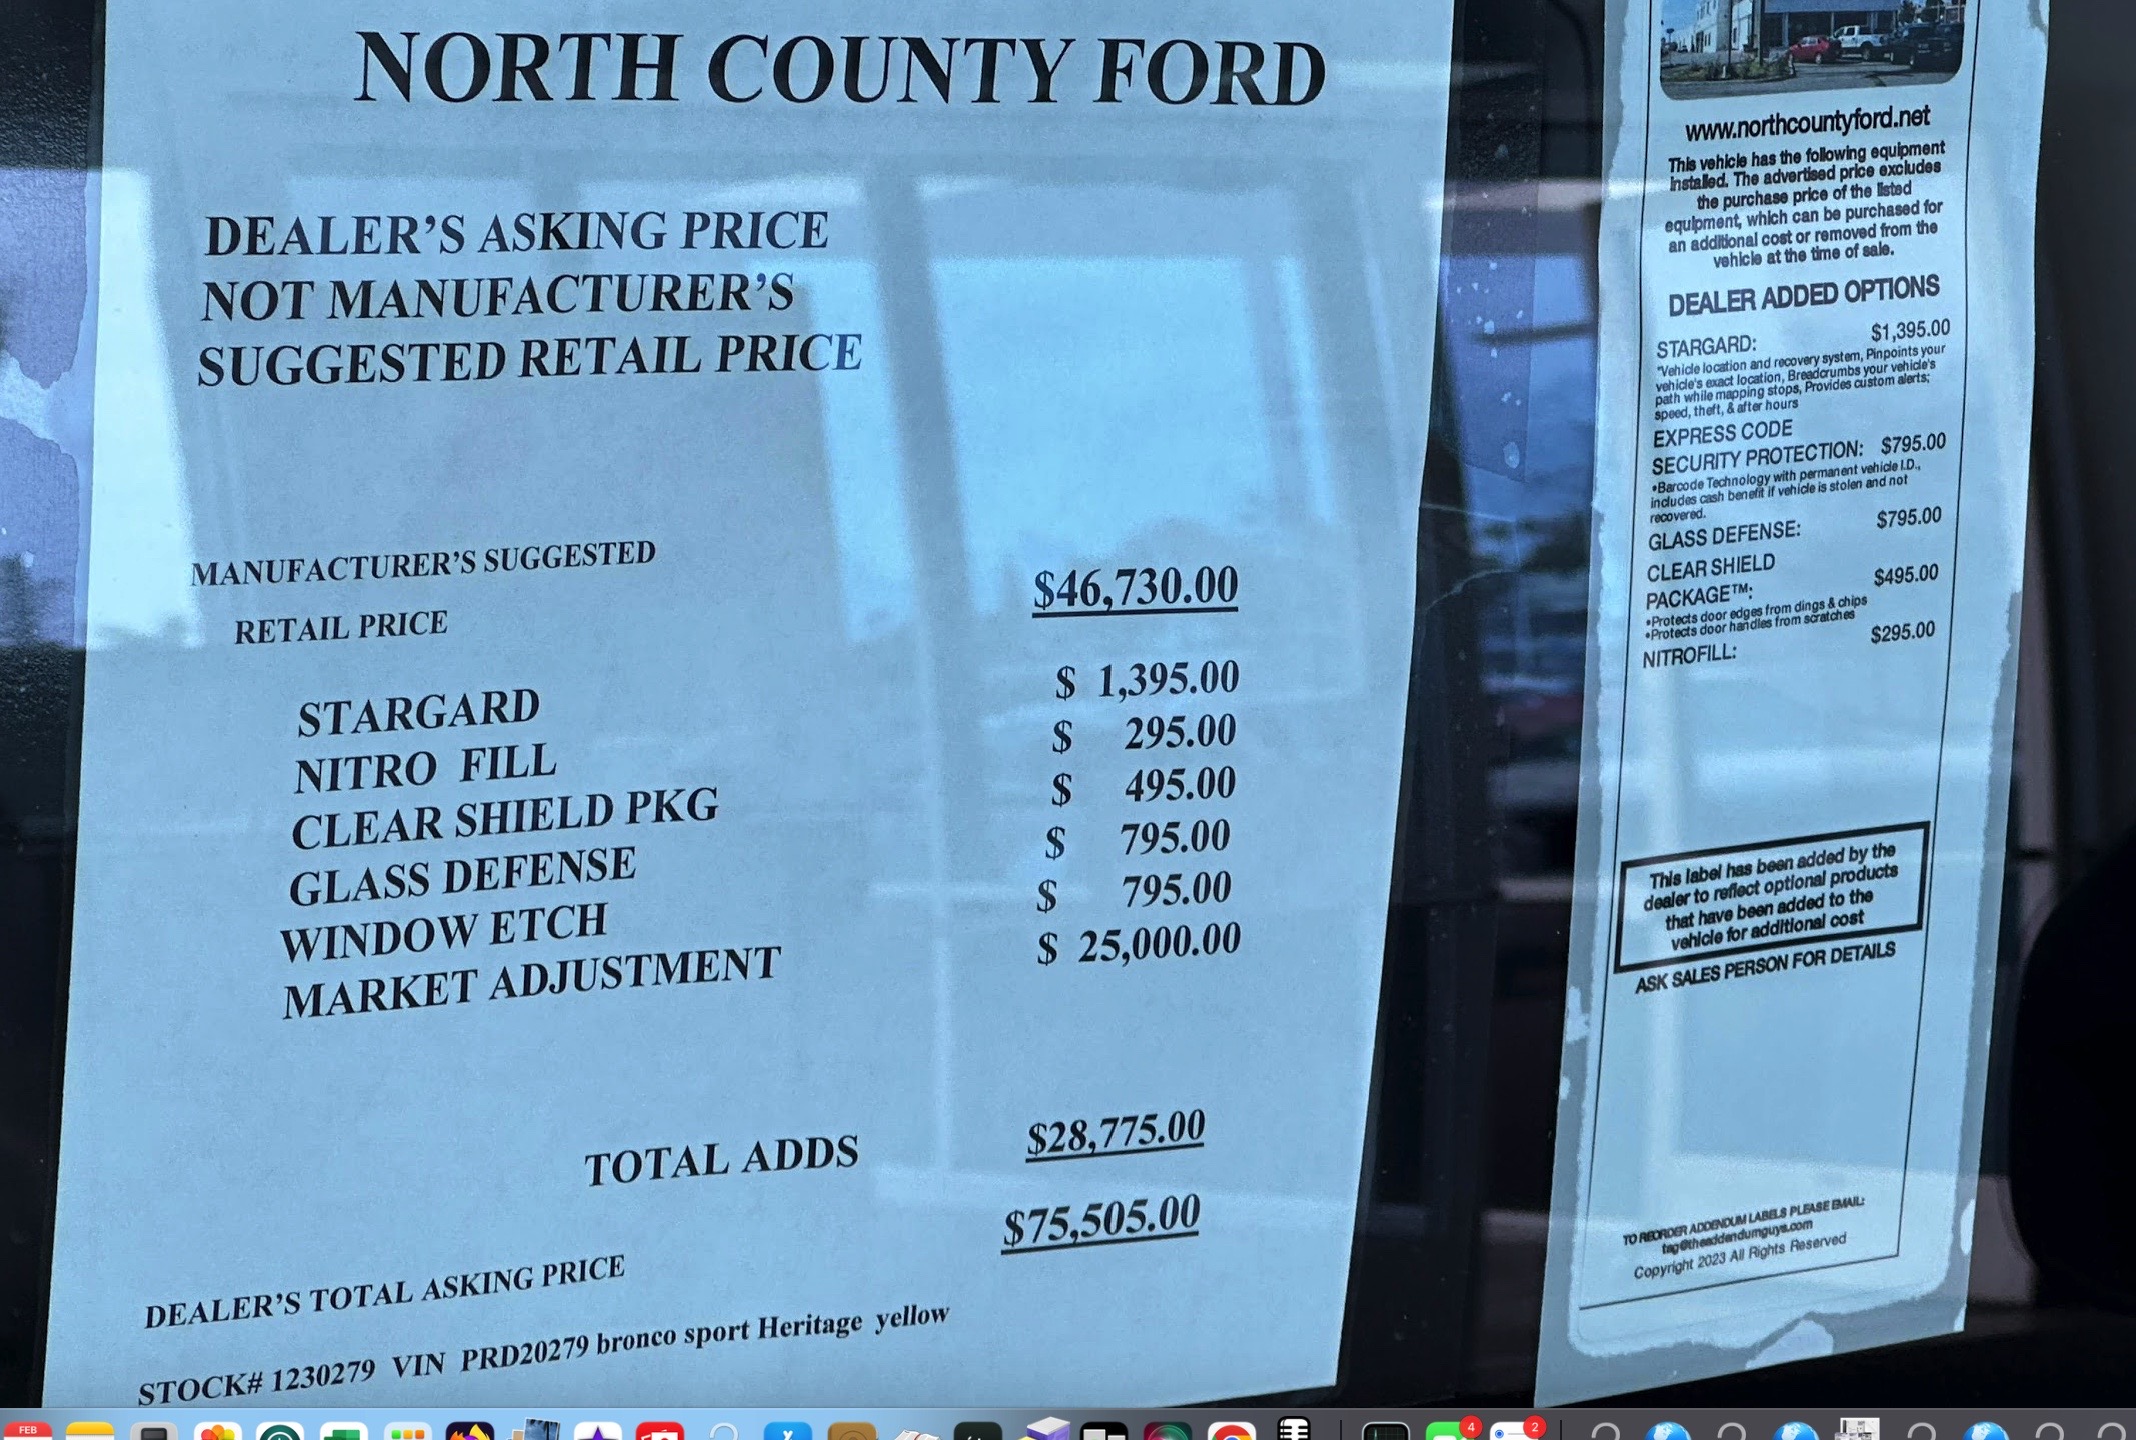 NORTH COUNTY FORD
DEALER'S ASKING PRICE
NOT MANUFACTURER'S
SUGGESTED RETAIL PRICE
MANUFACTURER'S SUGGESTED
RETAIL PRICE $46,730.00
STARGARD $ 1,395.00
NITRO FILL $ 295.00
CLEAR SHIELD PKG $ 495.00
GLASS DEFENSE $ 795.00
WINDOW ETCH $ 795.00
MARKET ADJUSTMENT $ 25,000.00
TOTAL ADDS $28,775.00
$75,505.00
DEALER'S TOTAL ASKING PRICE
STOCK# 1230279 VIN PRD20279 bronco sport Heritage yellow
www.northcountyford.net
This vehicle has the following equipment
installed. The advertised price excludes
the purchase price of the listed
equipment, which can be purchased for
an additional cost or removed from the
vehicle at the time of sale.
DEALER ADDED OPTIONS
STARGARD: $1,395.00
*Vehicle location and recovery system, Pinpoints your
vehicle's exact location, Breadcrumbs your vehicle's
path while mapping stops, Provides custom alerts;
speed, theft, & after hours
EXPRESS CODE
SECURITY PROTECTION: $795.00
•Barcode Technology with permanent vehicle I.D.,
includes cash benefit if vehicle is stolen and not
recovered.
GLASS DEFENSE: $795.00
CLEAR SHIELD
PACKAGE™: $495.00
•Protects door edges from dings & chips
•Protects door handles from scratches
NITROFILL: $295.00
This label has been added by the
dealer to reflect optional products
that have been added to the
vehicle for additional cost
ASK SALES PERSON FOR DETAILS
TO REORDER ADDENDUM LABELS PLEASE EMAIL:
tag@theaddendumguys.com
Copyright 2023 All Rights Reserved
FEB
4
2